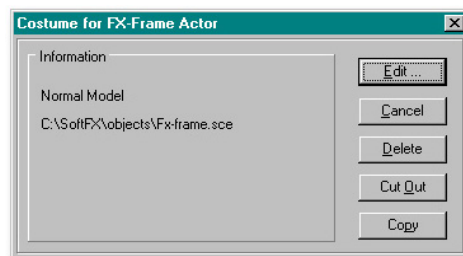 Costume for FX-Frame Actor
Information
Normal Model
C:\SoftFX\objects\Fx-frame.sce
Edit ...
Cancel
Delete
Cut Out
Copy